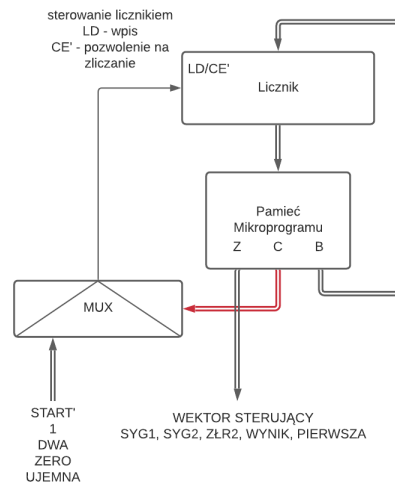 sterowanie licznikiem
LD - wpis
CE' - pozwolenie na
zliczanie
LD/CE'
Licznik
Pamieć
Mikroprogramu
Z C B
MUX
START'
1
DWA
ZERO
UJEMNA
WEKTOR STERUJĄCY
SYG1, SYG2, ZŁR2, WYNIK, PIERWSZA